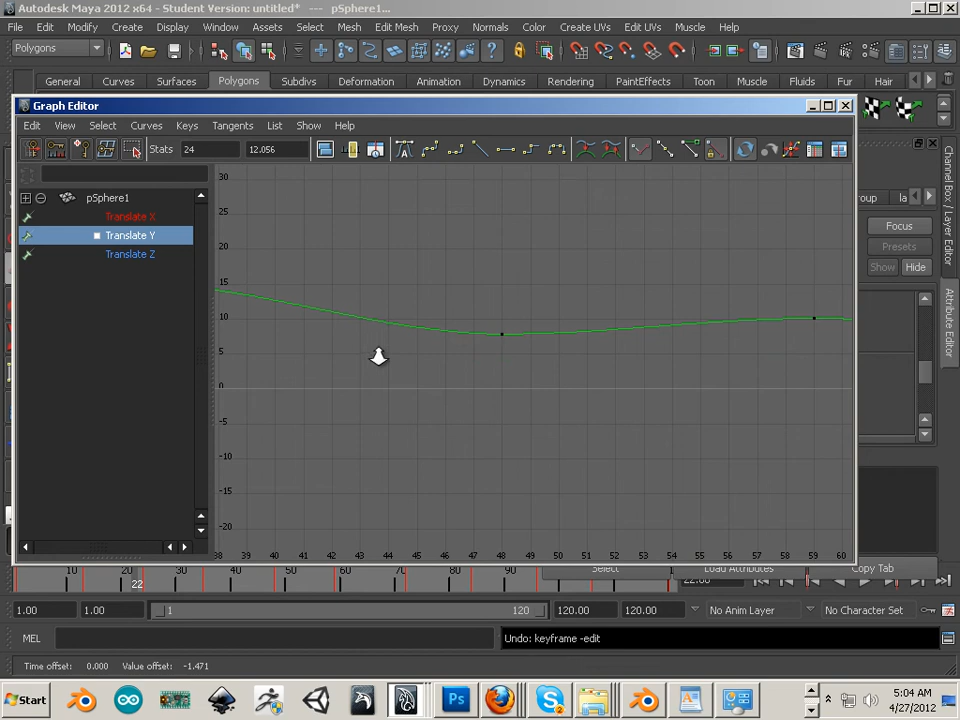 Autodesk Maya 2012 x64 - Student Version: untitled* --- pSphere1...
File Edit Modify Create Display Window Assets Select Mesh Edit Mesh Proxy Normals Color Create UVs Edit UVs Muscle Help
Polygons
General Curves Surfaces Polygons Subdivs Deformation Animation Dynamics Rendering PaintEffects Toon Muscle Fluids Fur Hair
Graph Editor
Edit View Select Curves Keys Tangents List Show Help
Stats 24 12.056
pSphere1
Translate X
Translate Y
Translate Z
30
25
20
15
10
5
0
-5
-10
-15
-20
38 39 40 41 42 43 44 45 46 47 48 49 50 51 52 53 54 55 56 57 58 59 60
Focus
Presets
Show Hide
Channel Box / Layer Editor
Attribute Editor
Select Load Attributes Copy Tab
10 20 22 30 40 50 60 70 80 90 1
22.00
1.00 1.00 1 120 120.00 120.00 No Anim Layer No Character Set
MEL Undo: keyframe -edit
Time offset: 0.000 Value offset: -1.471
Start
5:04 AM
4/27/2012